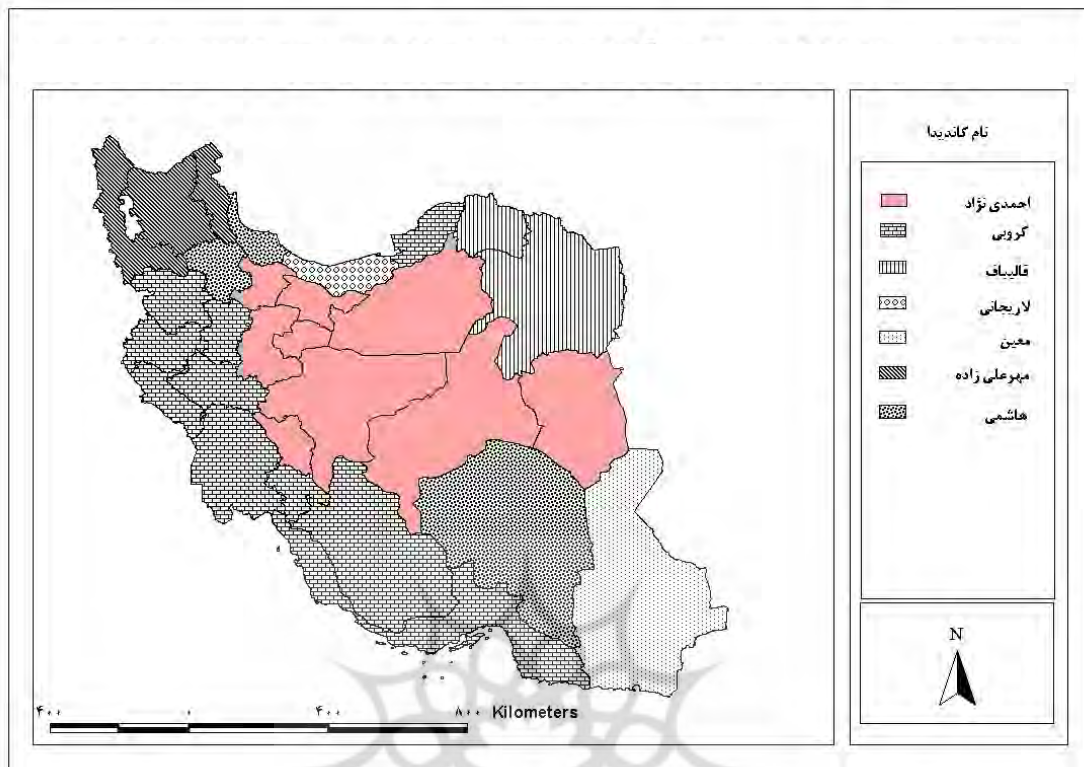 نام کاندیدا
احمدی نژاد
کروبی
قالیباف
لاریجانی
معین
مهرعلی زاده
هاشمی
N
۴۰۰ ۰ ۴۰۰ ۸۰۰ Kilometers